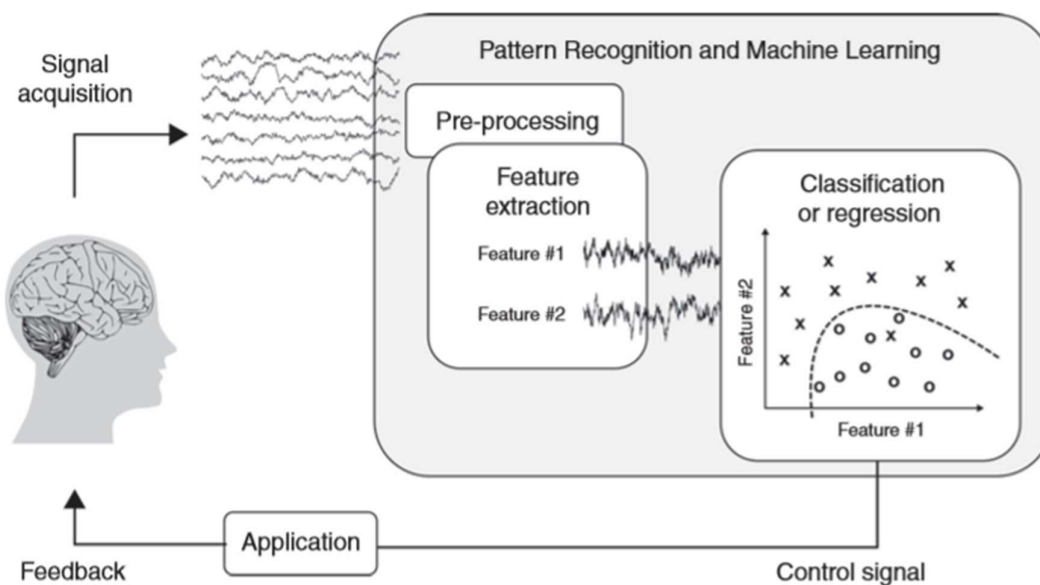 Signal
acquisition
Pattern Recognition and Machine Learning
Pre-processing
Feature
extraction
Feature #1
Feature #2
Classification
or regression
Feature #2
Feature #1
Application
Feedback
Control signal